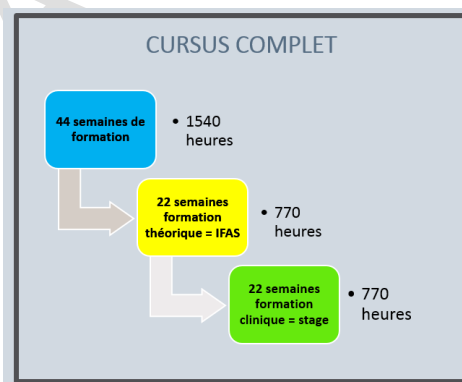 CURSUS COMPLET
44 semaines de
formation
• 1540
heures
22 semaines
formation
théorique = IFAS
• 770
heures
22 semaines
formation
clinique = stage
• 770
heures